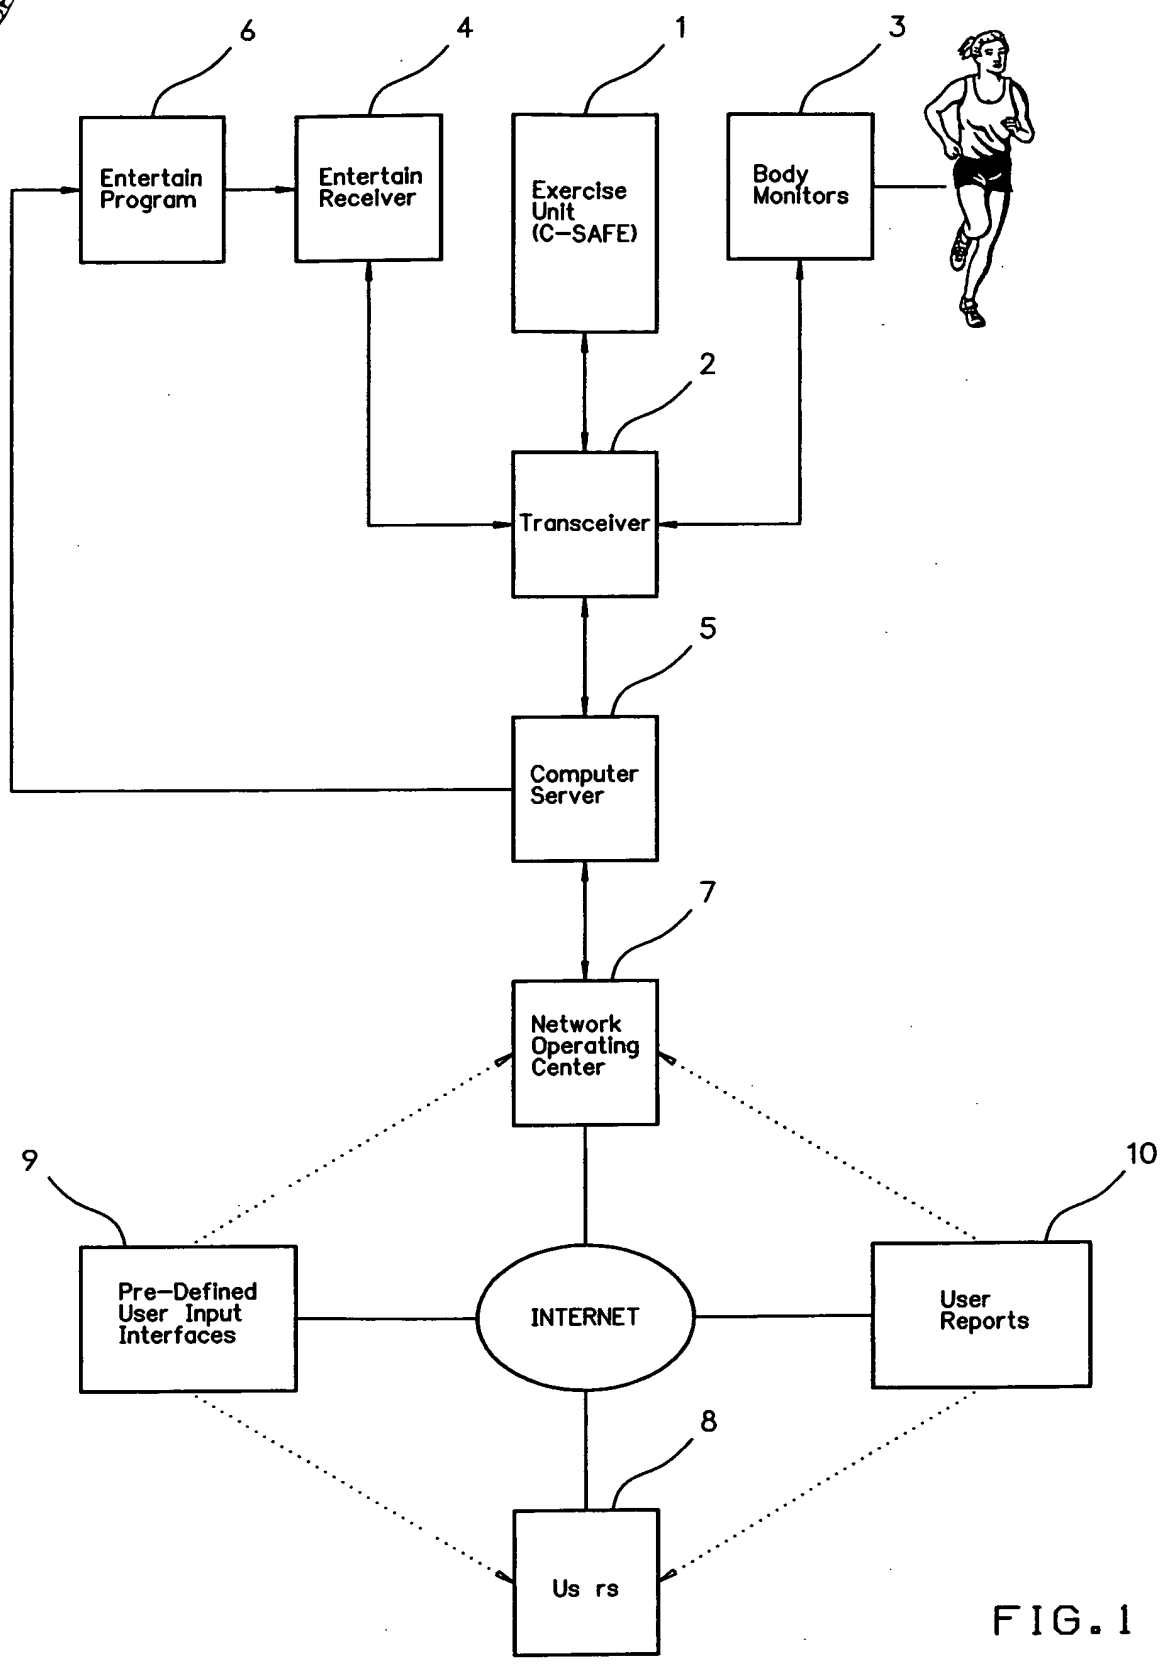 6
4
1
3
Entertain
Program
Entertain
Receiver
Exercise
Unit
(C-SAFE)
Body
Monitors
2
Transceiver
5
Computer
Server
7
Network
Operating
Center
9
10
Pre-Defined
User Input
Interfaces
INTERNET
User
Reports
8
Us rs
FIG. 1